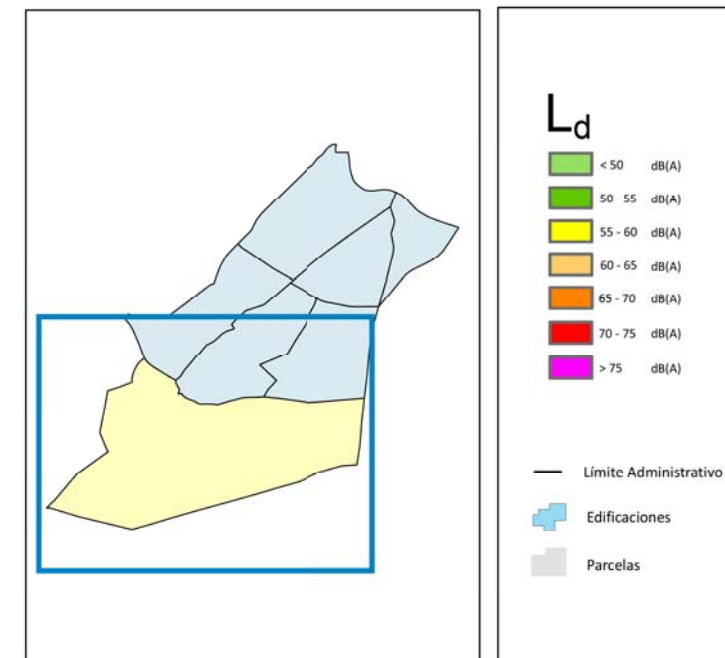 Ld
< 50 dB(A)
50 55 dB(A)
55 - 60 dB(A)
60 - 65 dB(A)
65 - 70 dB(A)
70 - 75 dB(A)
> 75 dB(A)
Límite Administrativo
Edificaciones
Parcelas